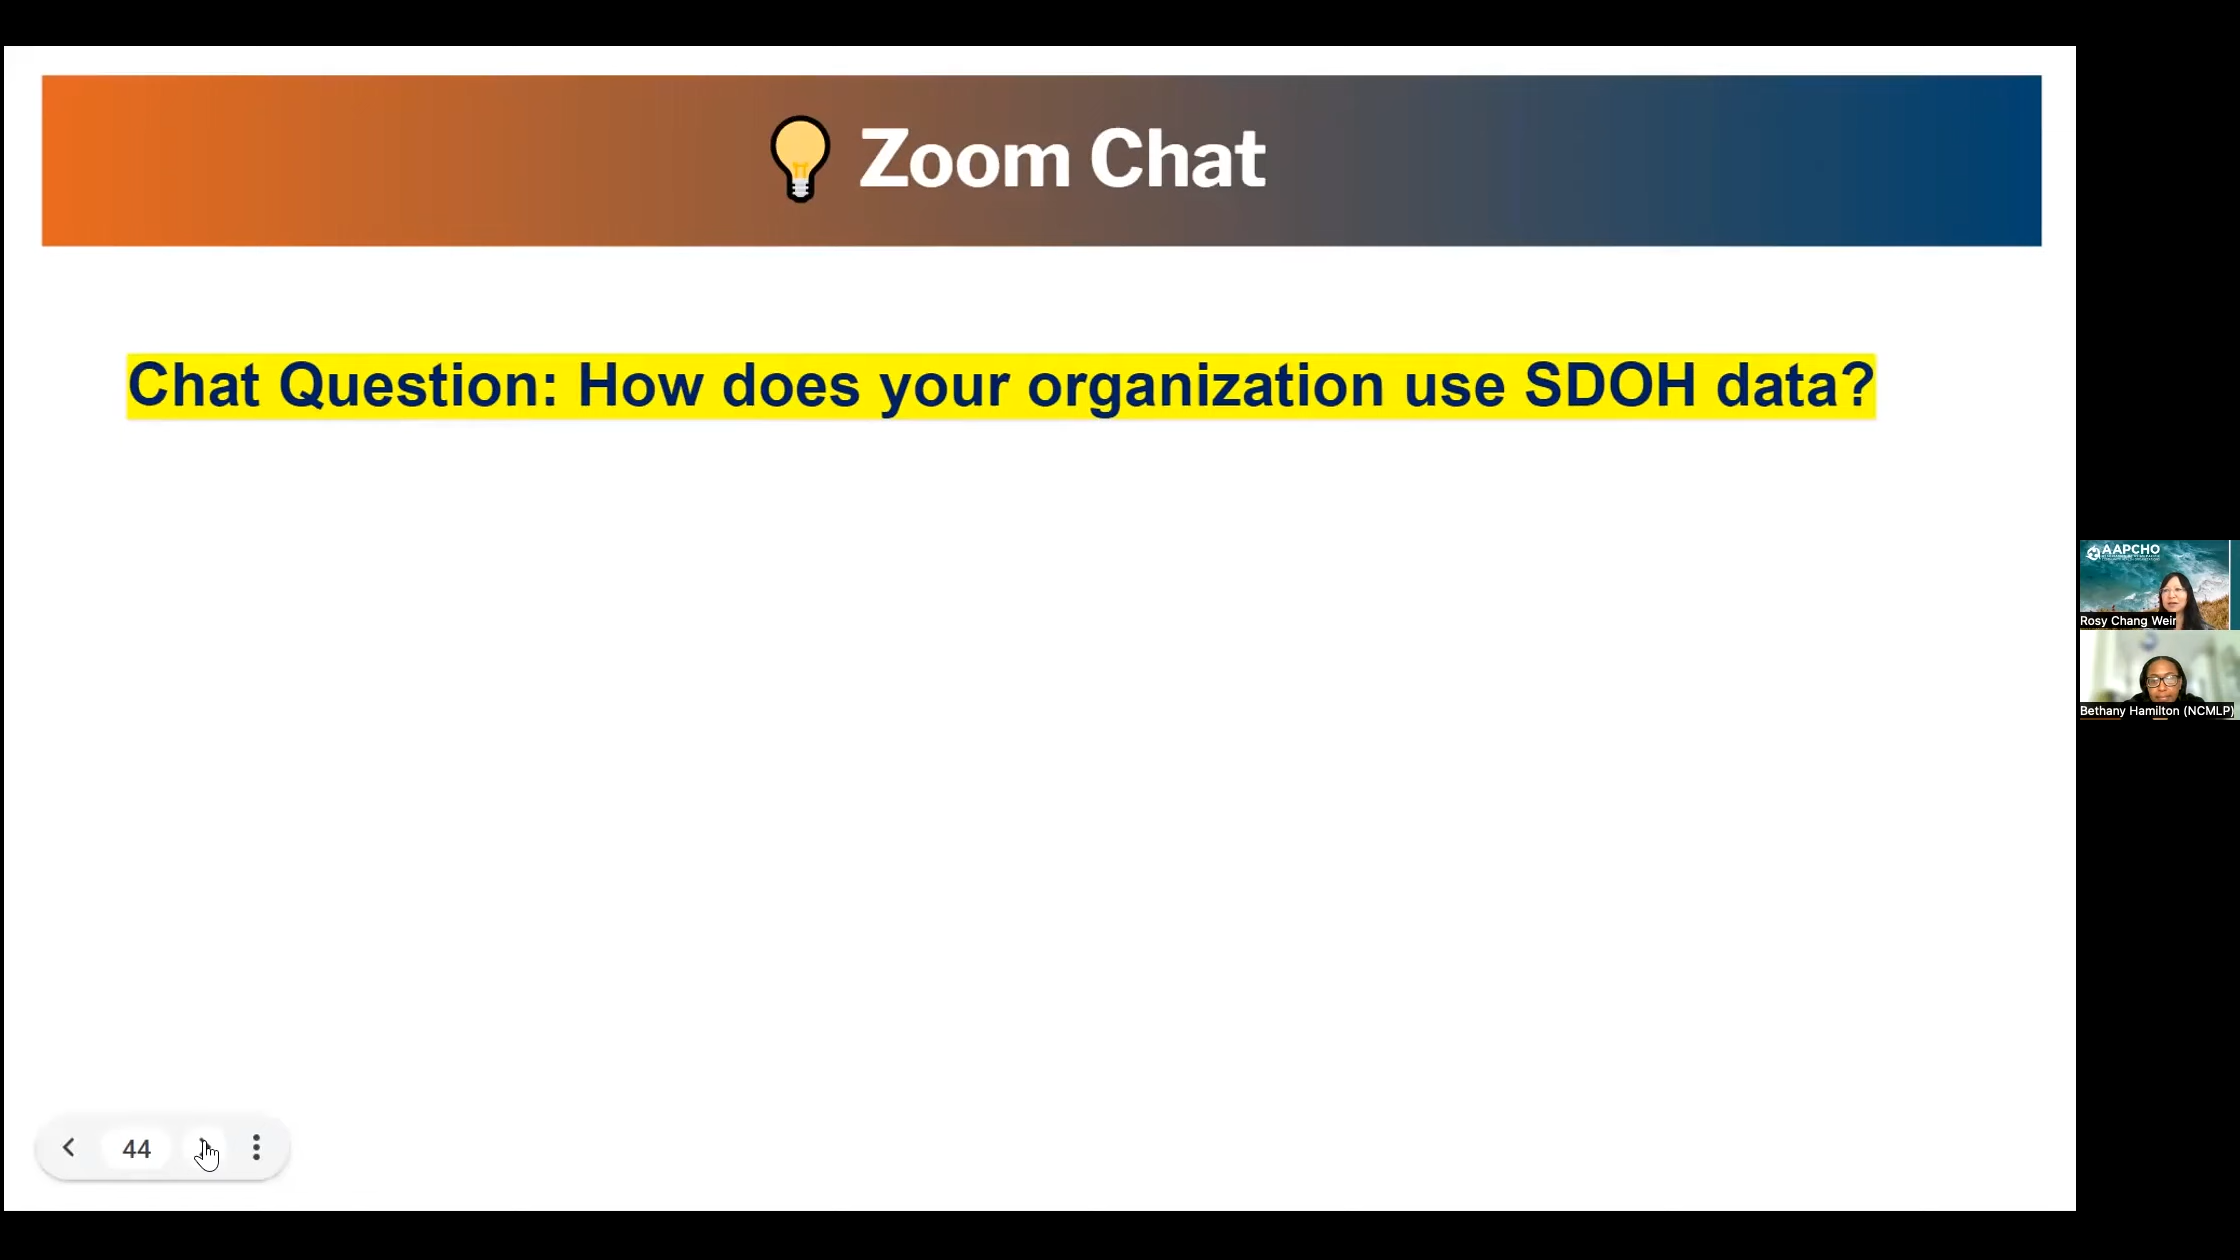 Zoom Chat
Chat Question: How does your organization use SDOH data?
AAPCHO
Rosy Chang Weir
Bethany Hamilton (NCMLP)
44